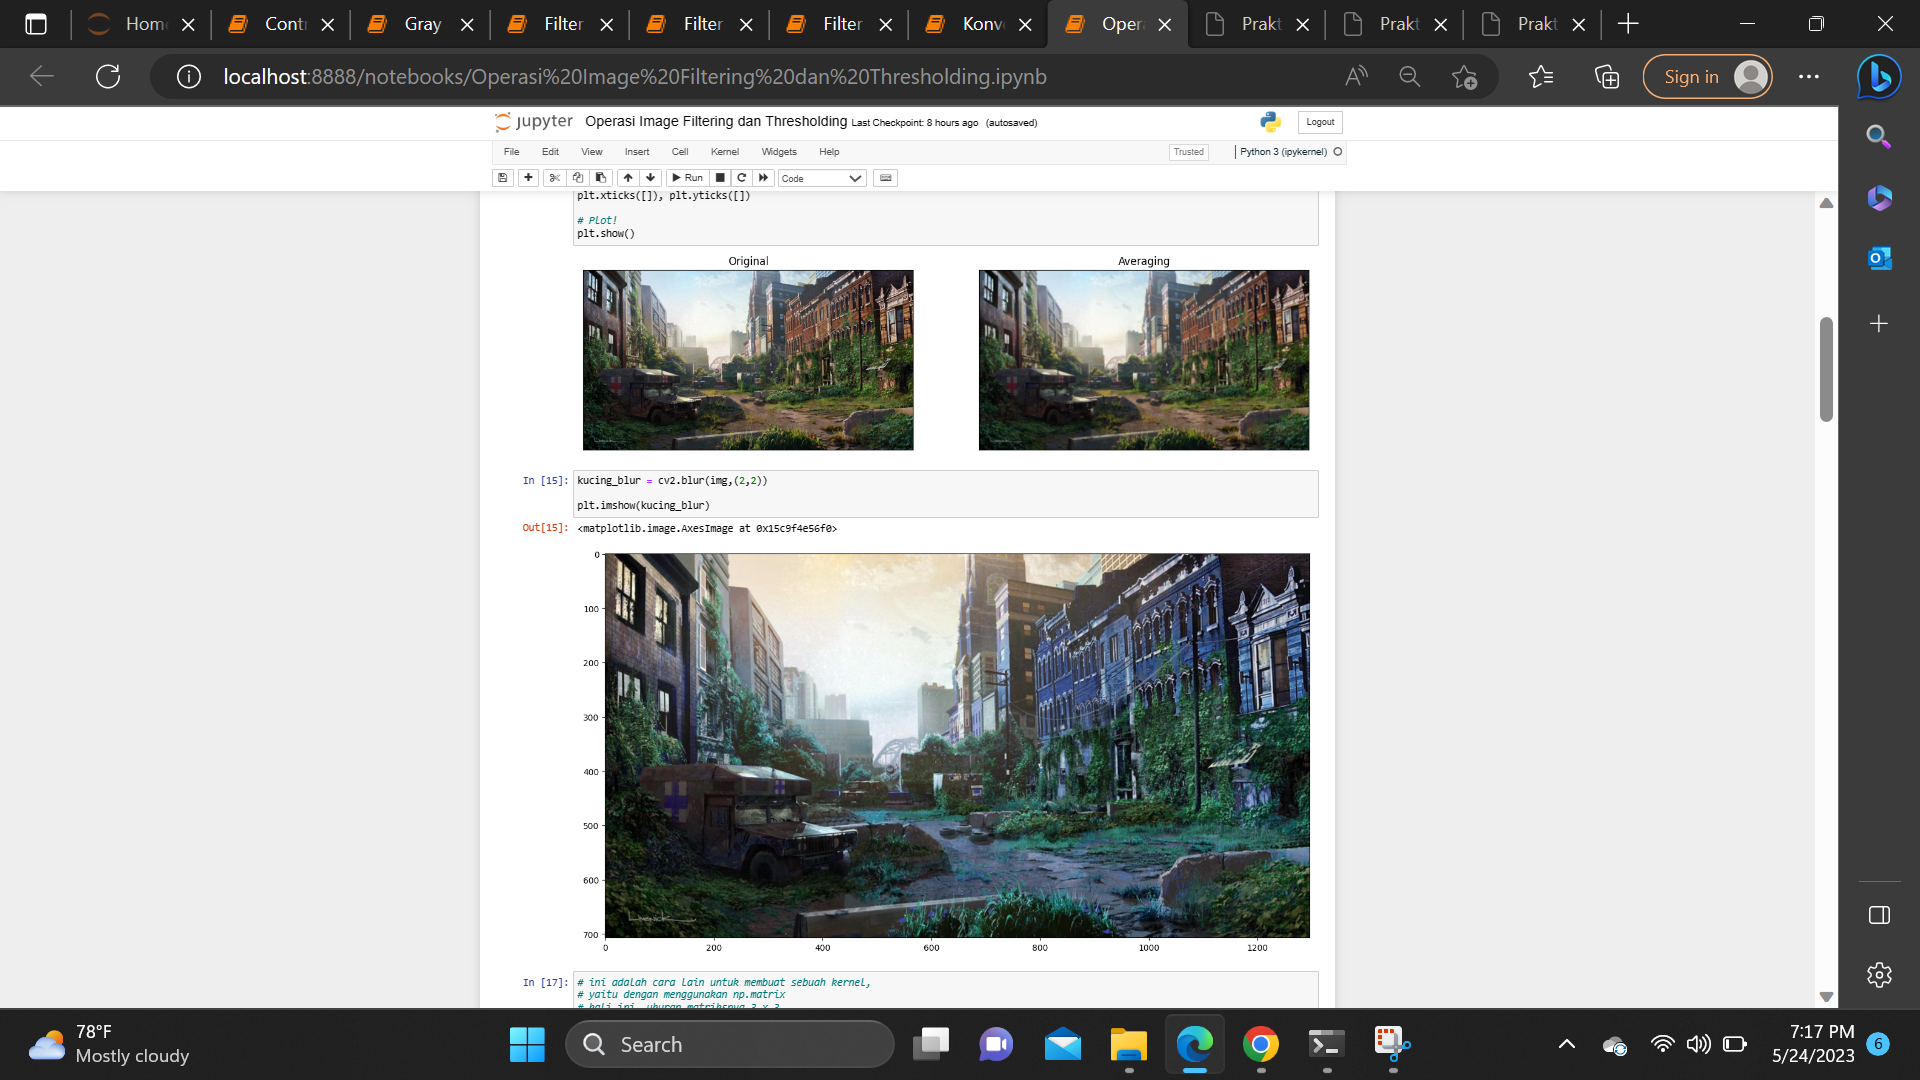 Home
Contr
Gray
Filter
Filter
Filter
Konvo
Opera
Prakt
Prakt
Prakt
localhost:8888/notebooks/Operasi%20Image%20Filtering%20dan%20Thresholding.ipynb
Sign in
jupyter Operasi Image Filtering dan Thresholding Last Checkpoint: 8 hours ago (autosaved)
Logout
File Edit View Insert Cell Kernel Widgets Help
Trusted
Python 3 (ipykernel)
Run
Code
plt.xticks([]), plt.yticks([])
# Plot!
plt.show()
Original
Averaging
In [15]:
kucing_blur = cv2.blur(img,(2,2))
plt.imshow(kucing_blur)
Out[15]:
<matplotlib.image.AxesImage at 0x15c9f4e56f0>
0
100
200
300
400
500
600
700
0 200 400 600 800 1000 1200
In [17]:
# ini adalah cara lain untuk membuat sebuah kernel,
# yaitu dengan menggunakan np.matrix
78°F
Mostly cloudy
Search
7:17 PM
5/24/2023
6